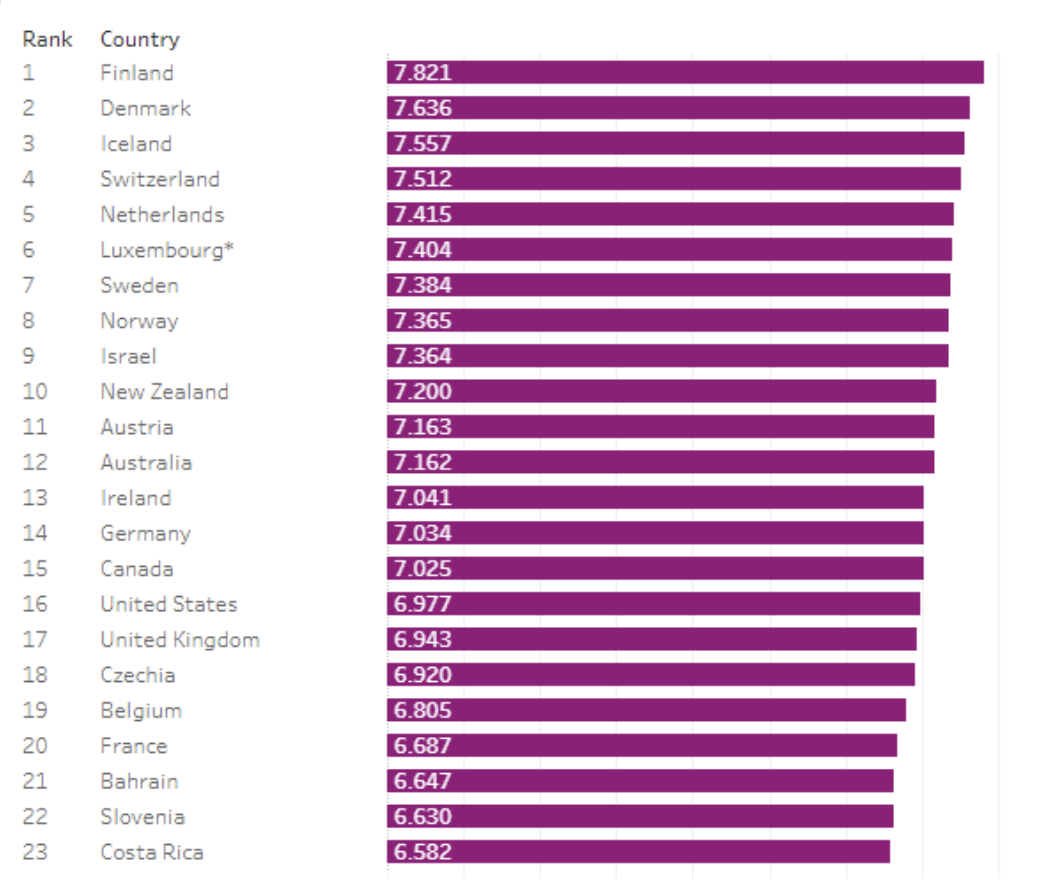 Rank Country
1 Finland 7.821
2 Denmark 7.636
3 Iceland 7.557
4 Switzerland 7.512
5 Netherlands 7.415
6 Luxembourg* 7.404
7 Sweden 7.384
8 Norway 7.365
9 Israel 7.364
10 New Zealand 7.200
11 Austria 7.163
12 Australia 7.162
13 Ireland 7.041
14 Germany 7.034
15 Canada 7.025
16 United States 6.977
17 United Kingdom 6.943
18 Czechia 6.920
19 Belgium 6.805
20 France 6.687
21 Bahrain 6.647
22 Slovenia 6.630
23 Costa Rica 6.582